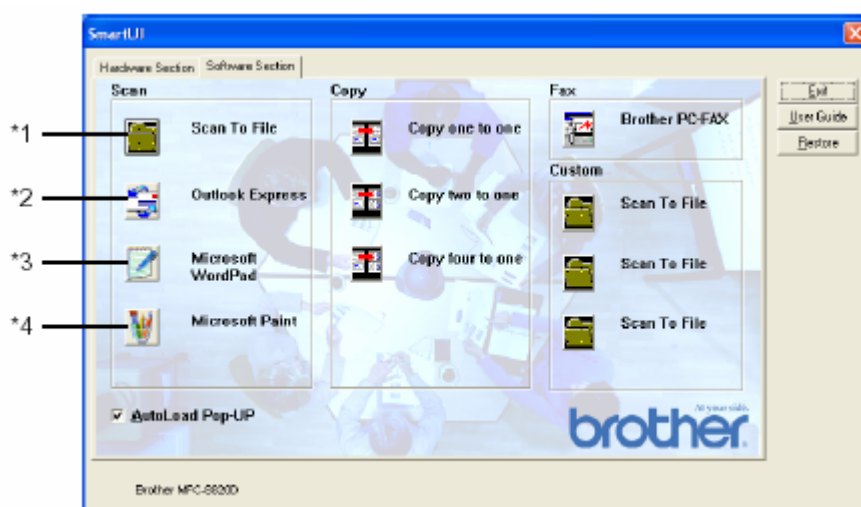 SmartUI
Hardware Section Software Section
Scan
*1 Scan To File
*2 Outlook Express
*3 Microsoft
WordPad
*4 Microsoft Paint
Copy
Copy one to one
Copy two to one
Copy four to one
Fax
Brother PC-FAX
Custom
Scan To File
Scan To File
Scan To File
Exit
User Guide
Restore
AutoLoad Pop-UP
At your side.
brother.
Brother MFC-8820D